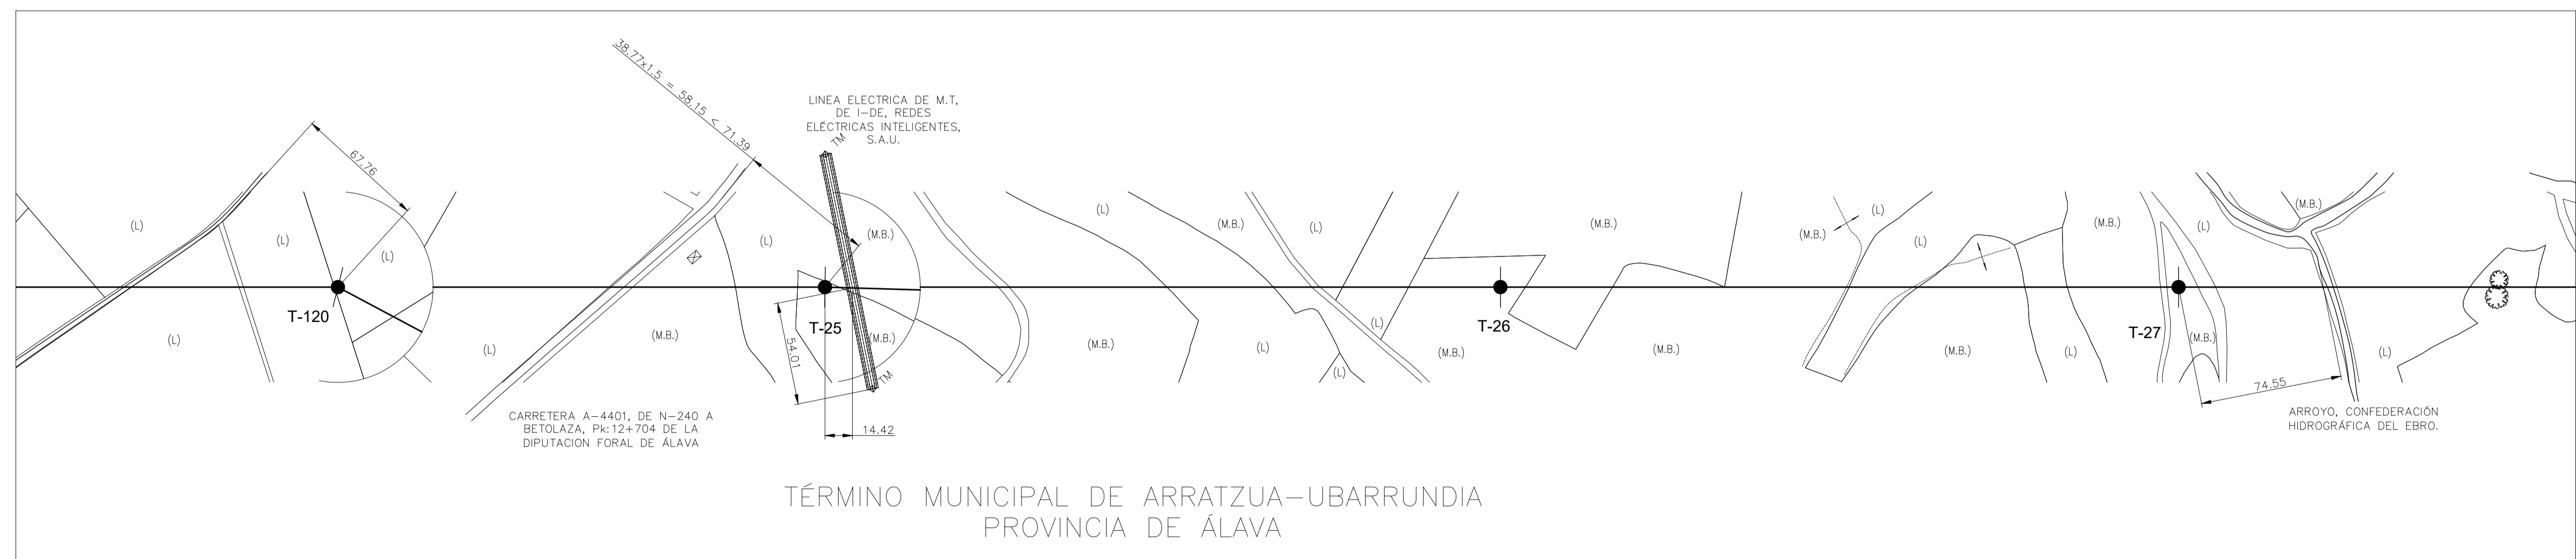 38.77x1.5 = 58.15 < 71.39
LINEA ELECTRICA DE M.T,
DE I-DE, REDES
ELÉCTRICAS INTELIGENTES,
S.A.U.
TM
67.76
(L)
(L)
(L)
(L)
(L)
(L)
(M.B.)
(L)
(M.B.)
(L)
(M.B.)
(M.B.)
(L)
(L)
(M.B.)
(L)
(M.B.)
(L)
(M.B.)
(L)
(M.B.)
T-120
T-25
T-26
T-27
(L)
(M.B.)
(M.B.)
(M.B.)
(L)
(L)
(L)
(M.B.)
(M.B.)
(M.B.)
(L)
(M.B.)
(L)
54.01
TM
14.42
74.55
CARRETERA A-4401, DE N-240 A
BETOLAZA, Pk:12+704 DE LA
DIPUTACION FORAL DE ÁLAVA
ARROYO, CONFEDERACIÓN
HIDROGRÁFICA DEL EBRO.
TÉRMINO MUNICIPAL DE ARRATZUA-UBARRUNDIA
PROVINCIA DE ÁLAVA